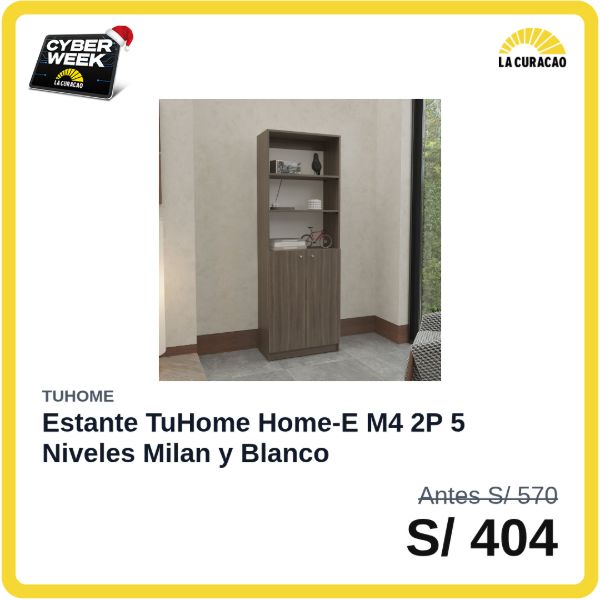 CYBER
WEEK
LA CURACAO
LA CURACAO
TUHOME
Estante TuHome Home-E M4 2P 5
Niveles Milan y Blanco
Antes S/ 570
S/ 404